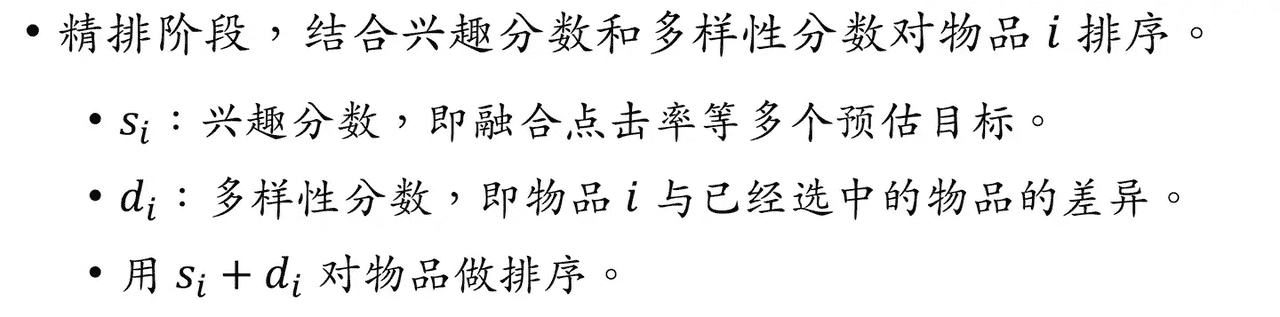 • 精排阶段，结合兴趣分数和多样性分数对物品 i 排序。
• sᵢ：兴趣分数，即融合点击率等多个预估目标。
• dᵢ：多样性分数，即物品 i 与已经选中的物品的差异。
• 用 sᵢ + dᵢ 对物品做排序。